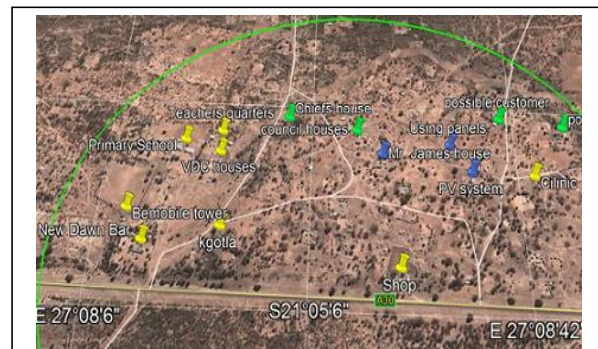 Teachers quarters
Chiefs house
possible customer
council houses
Using panels
po
Primary School
VDC houses
Mr. James house
PV system
Cilinic
Bemobile tower
New Dawn Bar
kgotla
Shop
A30
E 27°08'6"
S21°05'6"
E 27°08'42"